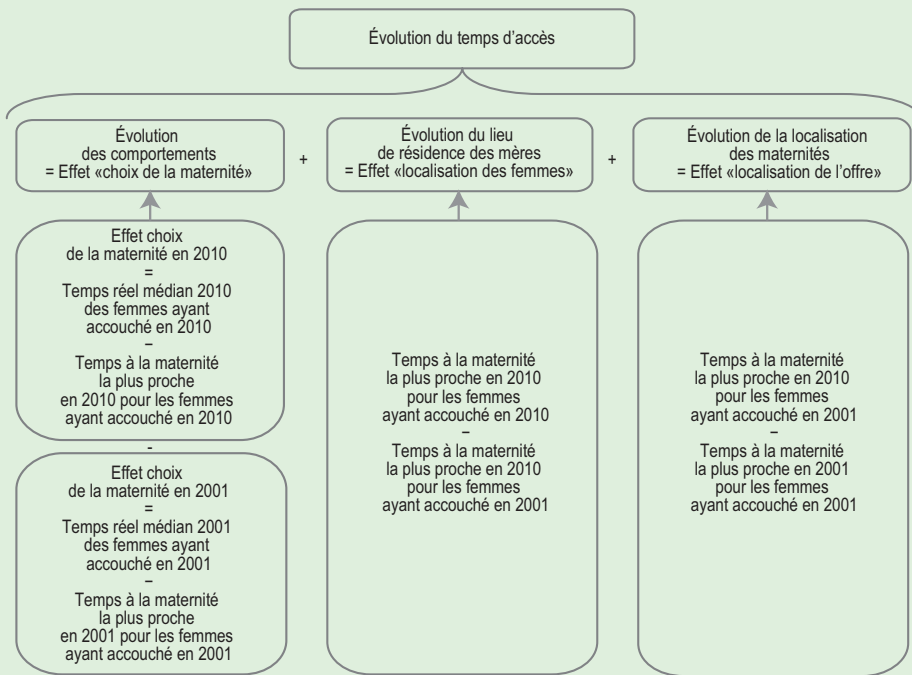 Évolution du temps d’accès
Évolution
des comportements
= Effet «choix de la maternité»
+
Évolution du lieu
de résidence des mères
= Effet «localisation des femmes»
+
Évolution de la localisation
des maternités
= Effet «localisation de l’offre»
Effet choix
de la maternité en 2010
=
Temps réel médian 2010
des femmes ayant
accouché en 2010
–
Temps à la maternité
la plus proche
en 2010 pour les femmes
ayant accouché en 2010
-
Effet choix
de la maternité en 2001
=
Temps réel médian 2001
des femmes ayant
accouché en 2001
–
Temps à la maternité
la plus proche
en 2001 pour les femmes
ayant accouché en 2001
Temps à la maternité
la plus proche en 2010
pour les femmes
ayant accouché en 2010
–
Temps à la maternité
la plus proche en 2010
pour les femmes
ayant accouché en 2001
Temps à la maternité
la plus proche en 2010
pour les femmes
ayant accouché en 2001
–
Temps à la maternité
la plus proche en 2001
pour les femmes
ayant accouché en 2001